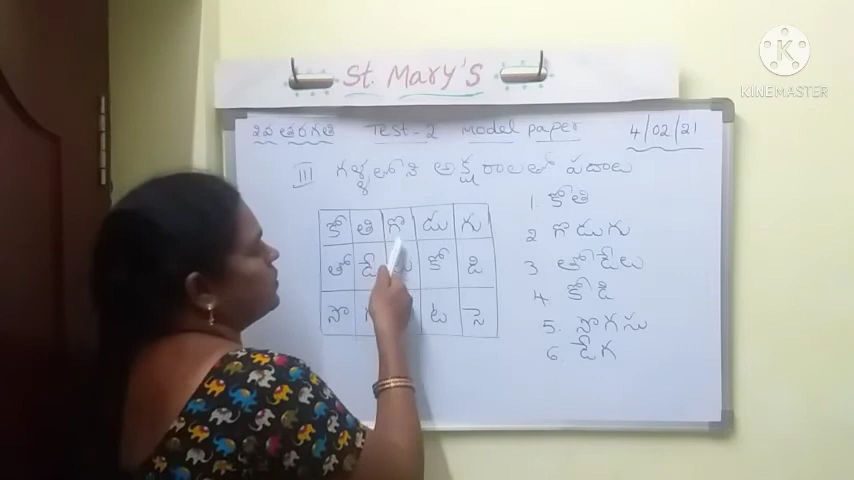 St. Mary's
KINEMASTER
2వ తరగతి Test-2 Model paper 4/02/21
III గళ్ళలోని అక్షరాలతో పదాలు
కో తి గొ డు గు
తో డే లు కో డి
సొ గ ట సె
1 కోతి
2 గొడుగు
3 తోడేలు
4. కోడి
5. సొగసు
6. డేగ